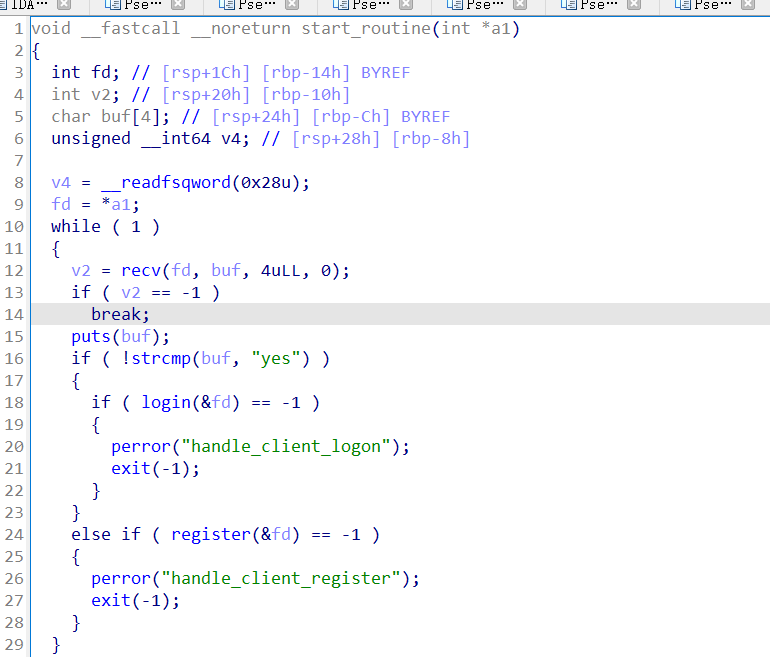 IDA… Pse… Pse… Pse… Pse… Pse… Pse…
1 void __fastcall __noreturn start_routine(int *a1)
2 {
3 int fd; // [rsp+1Ch] [rbp-14h] BYREF
4 int v2; // [rsp+20h] [rbp-10h]
5 char buf[4]; // [rsp+24h] [rbp-Ch] BYREF
6 unsigned __int64 v4; // [rsp+28h] [rbp-8h]
7
8 v4 = __readfsqword(0x28u);
9 fd = *a1;
10 while ( 1 )
11 {
12 v2 = recv(fd, buf, 4uLL, 0);
13 if ( v2 == -1 )
14 break;
15 puts(buf);
16 if ( !strcmp(buf, "yes") )
17 {
18 if ( login(&fd) == -1 )
19 {
20 perror("handle_client_logon");
21 exit(-1);
22 }
23 }
24 else if ( register(&fd) == -1 )
25 {
26 perror("handle_client_register");
27 exit(-1);
28 }
29 }